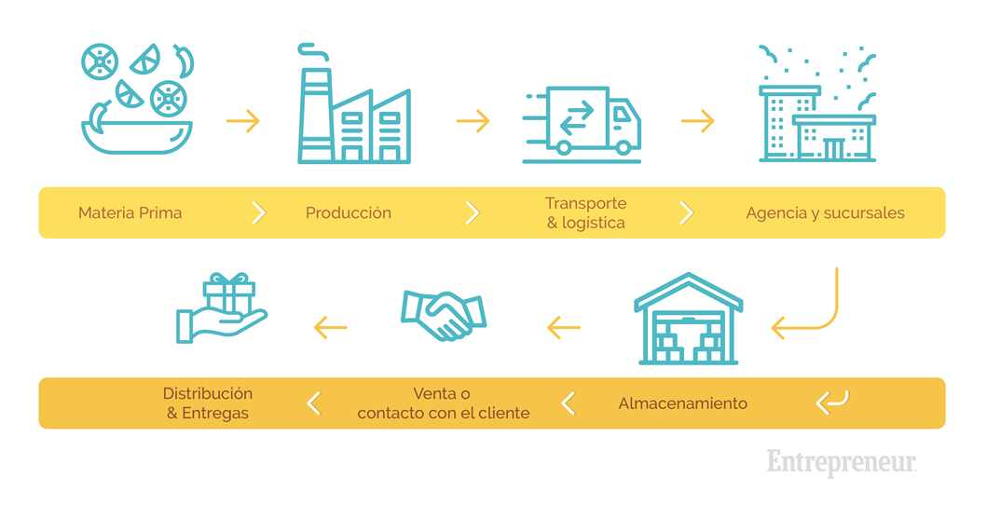 Materia Prima
Producción
Transporte
& logística
Agencia y sucursales
Distribución
& Entregas
Venta o
contacto con el cliente
Almacenamiento
Entrepreneur